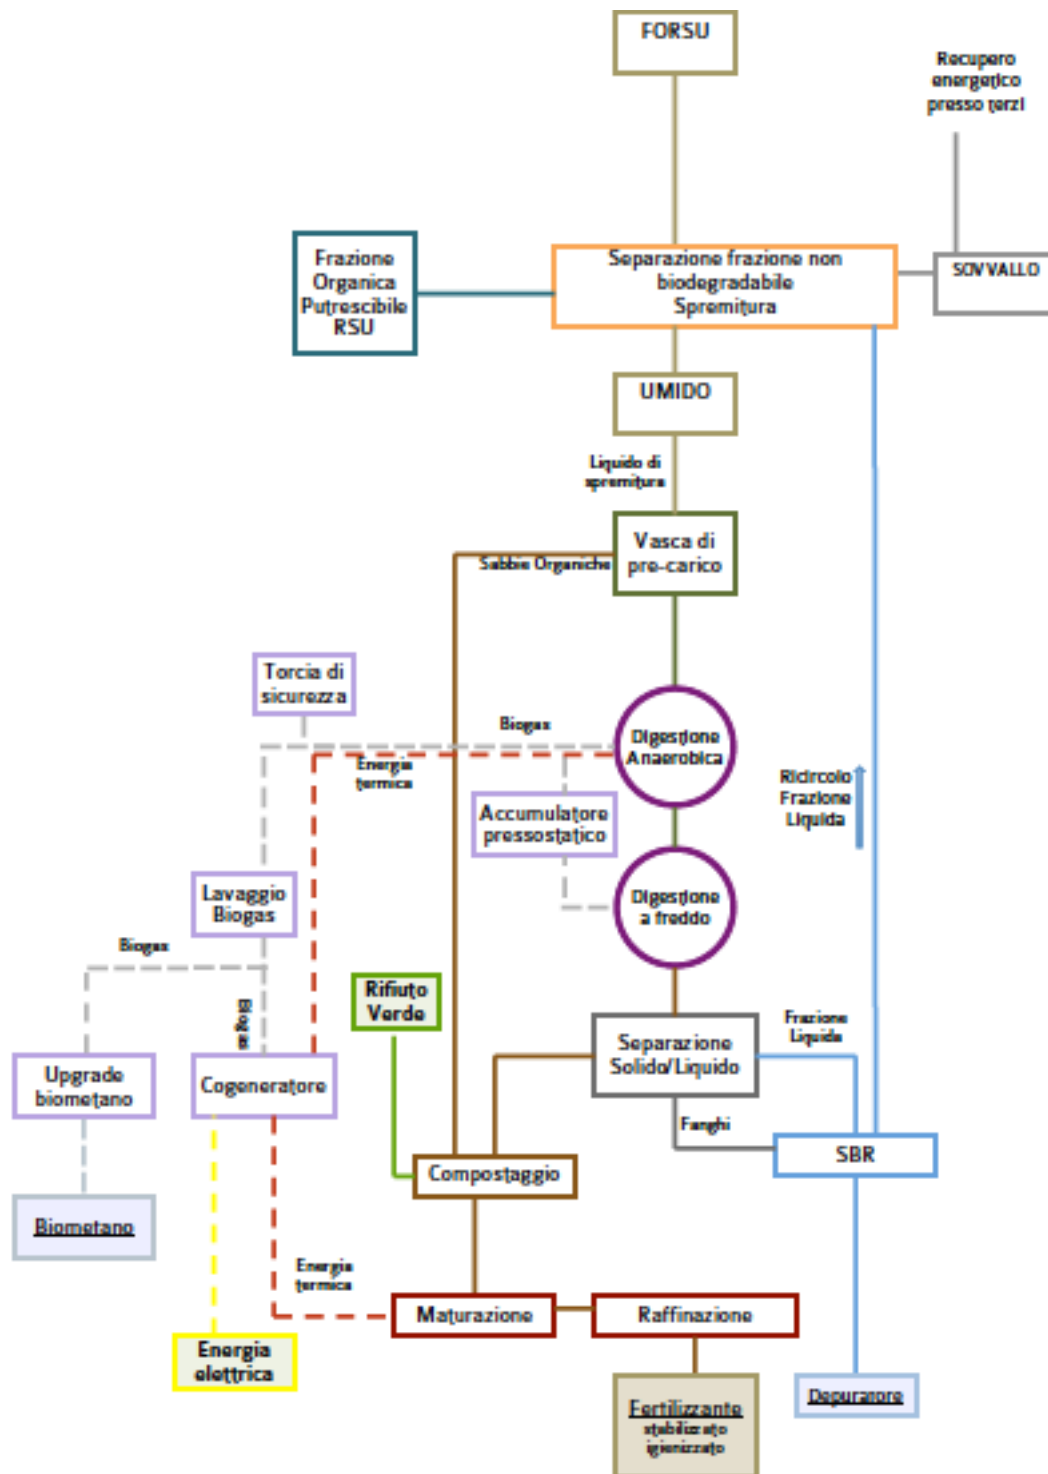 FORSU
Recupero
energetico
presso terzi
Frazione
Organica
Putrescibile
RSU
Separazione frazione non
biodegradabile
Spremitura
SOVVALLO
UMIDO
Liquido di
spremitura
Vasca di
pre-carico
Sabbie Organiche
Torcia di
sicurezza
Biogas
Energia
termica
Digestione
Anaerobica
Accumulatore
pressostatico
Ricircolo
Frazione
Liquida
Lavaggio
Biogas
Digestione
a freddo
Biogas
Biogas
Rifiuto
Verde
Separazione
Solido/Liquido
Frazione
Liquida
Upgrade
biometano
Cogeneratore
Fanghi
SBR
Compostaggio
Biometano
Energia
termica
Maturazione
Raffinazione
Energia
elettrica
Fertilizzante
stabilizzato
igienizzato
Depuratore